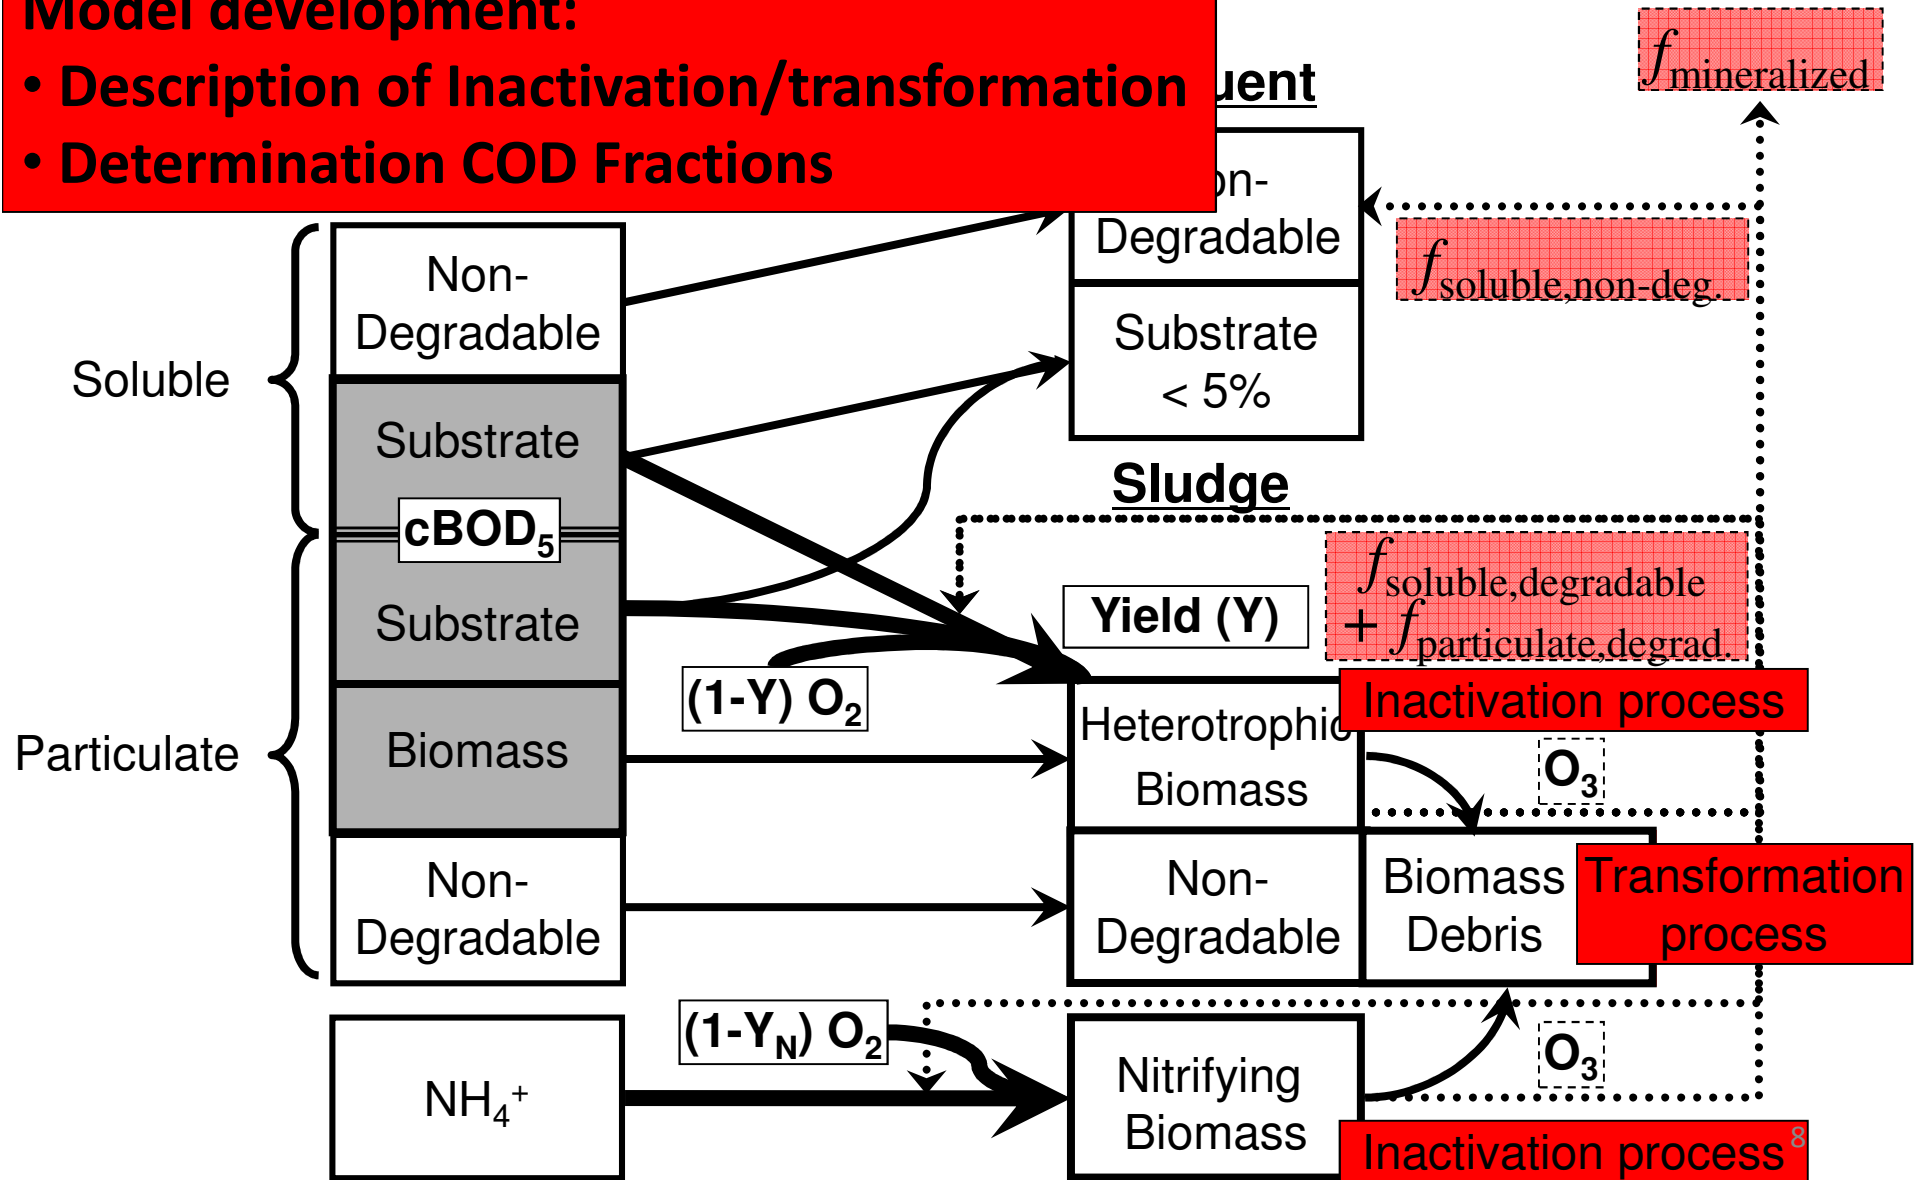 Model development:
• Description of Inactivation/transformation
• Determination COD Fractions
uent
f mineralized
on-
Degradable
f soluble,non-deg.
Substrate
< 5%
Soluble
Non-
Degradable
Substrate
cBOD5
Substrate
Particulate
Biomass
Non-
Degradable
NH4+
(1-Y) O2
(1-YN) O2
Sludge
Yield (Y)
f soluble,degradable
+ f particulate,degrad.
Inactivation process
Heterotrophic
Biomass
O3
Non-
Degradable
Biomass
Debris
Transformation
process
Nitrifying
Biomass
O3
Inactivation process
8